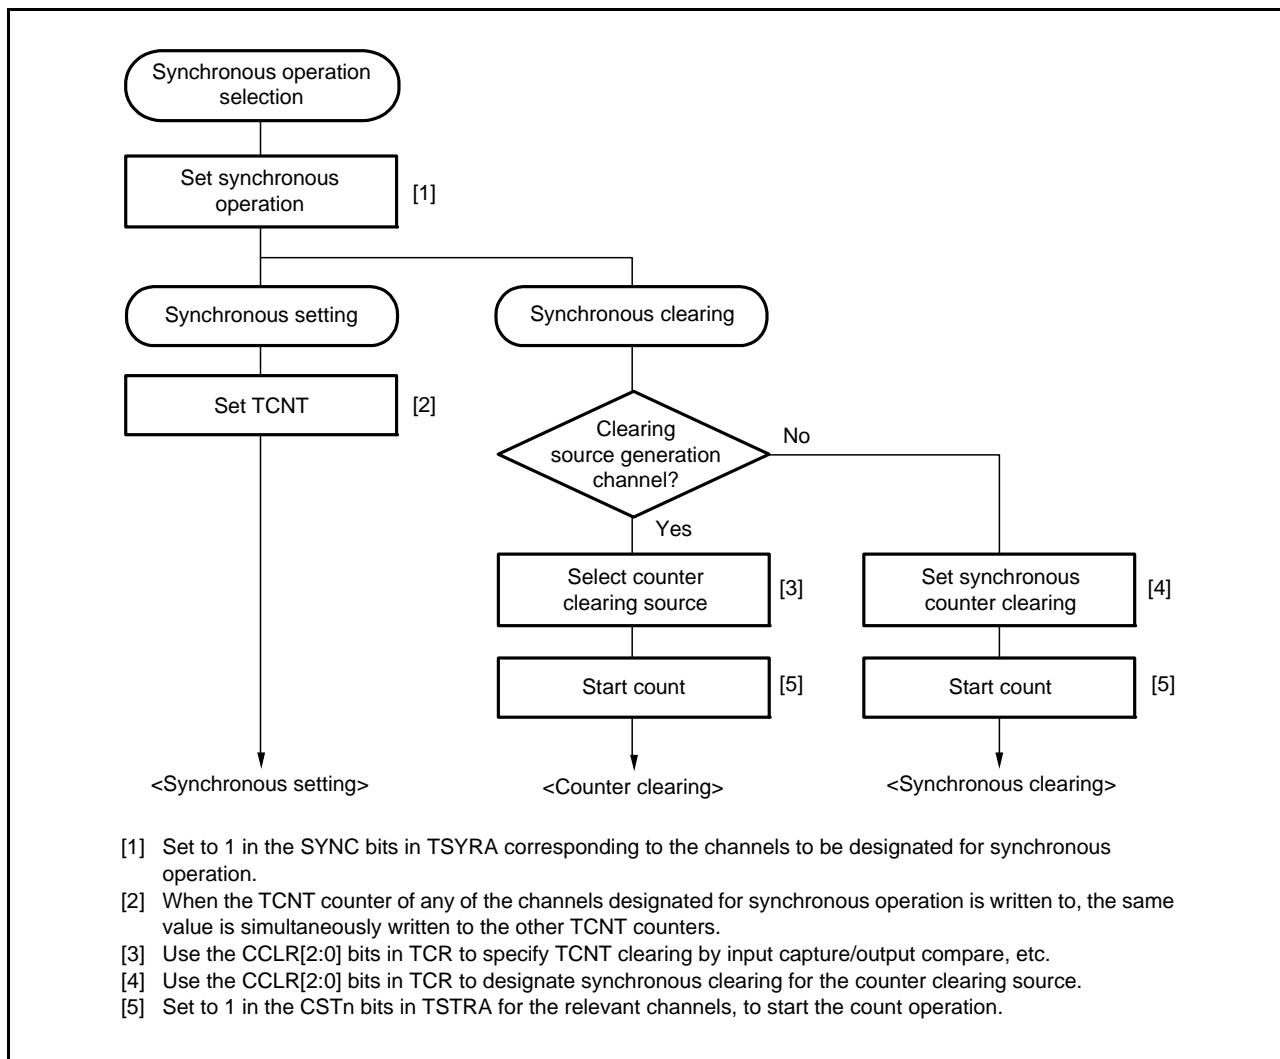 Synchronous operation
selection
Set synchronous
operation
[1]
Synchronous setting
Synchronous clearing
Set TCNT
[2]
Clearing
source generation
channel?
No
Yes
Select counter
clearing source
[3]
Set synchronous
counter clearing
[4]
Start count
[5]
Start count
[5]
<Synchronous setting>
<Counter clearing>
<Synchronous clearing>
[1] Set to 1 in the SYNC bits in TSYRA corresponding to the channels to be designated for synchronous
operation.
[2] When the TCNT counter of any of the channels designated for synchronous operation is written to, the same
value is simultaneously written to the other TCNT counters.
[3] Use the CCLR[2:0] bits in TCR to specify TCNT clearing by input capture/output compare, etc.
[4] Use the CCLR[2:0] bits in TCR to designate synchronous clearing for the counter clearing source.
[5] Set to 1 in the CSTn bits in TSTRA for the relevant channels, to start the count operation.